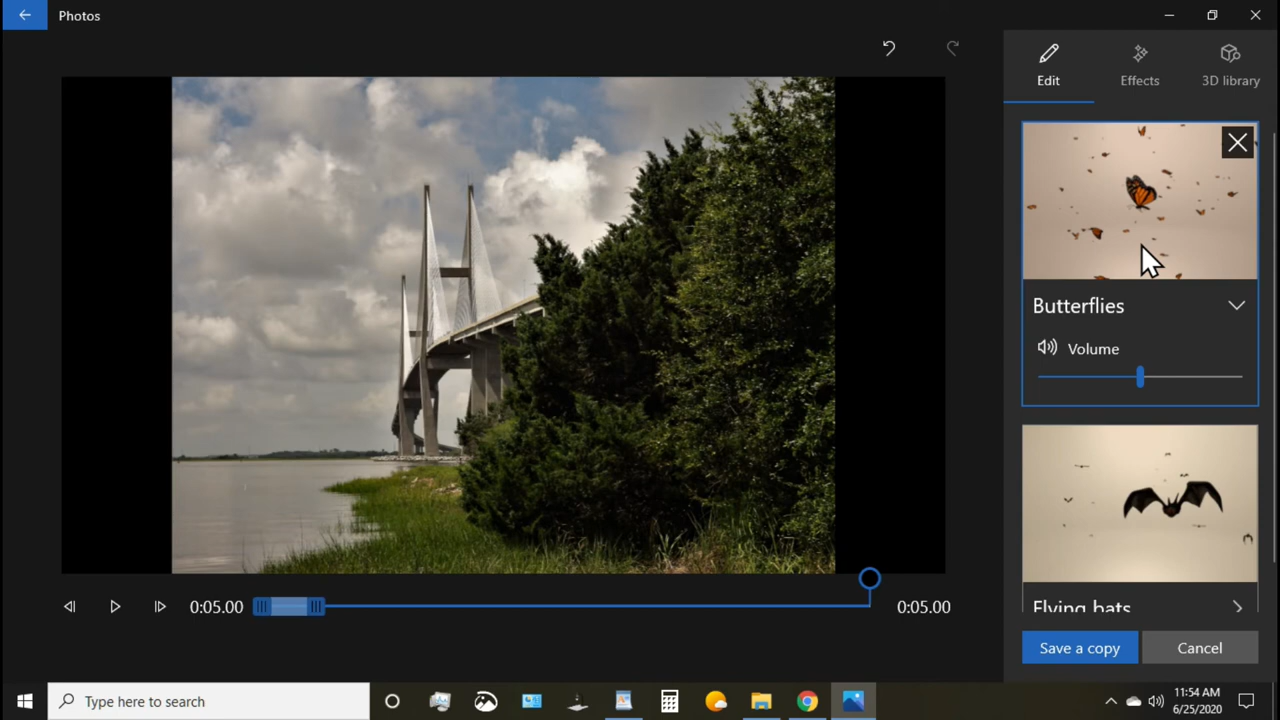 Photos
Edit
Effects
3D library
Butterflies
Volume
Flying bats
0:05.00
0:05.00
Save a copy
Cancel
Type here to search
11:54 AM
6/25/2020